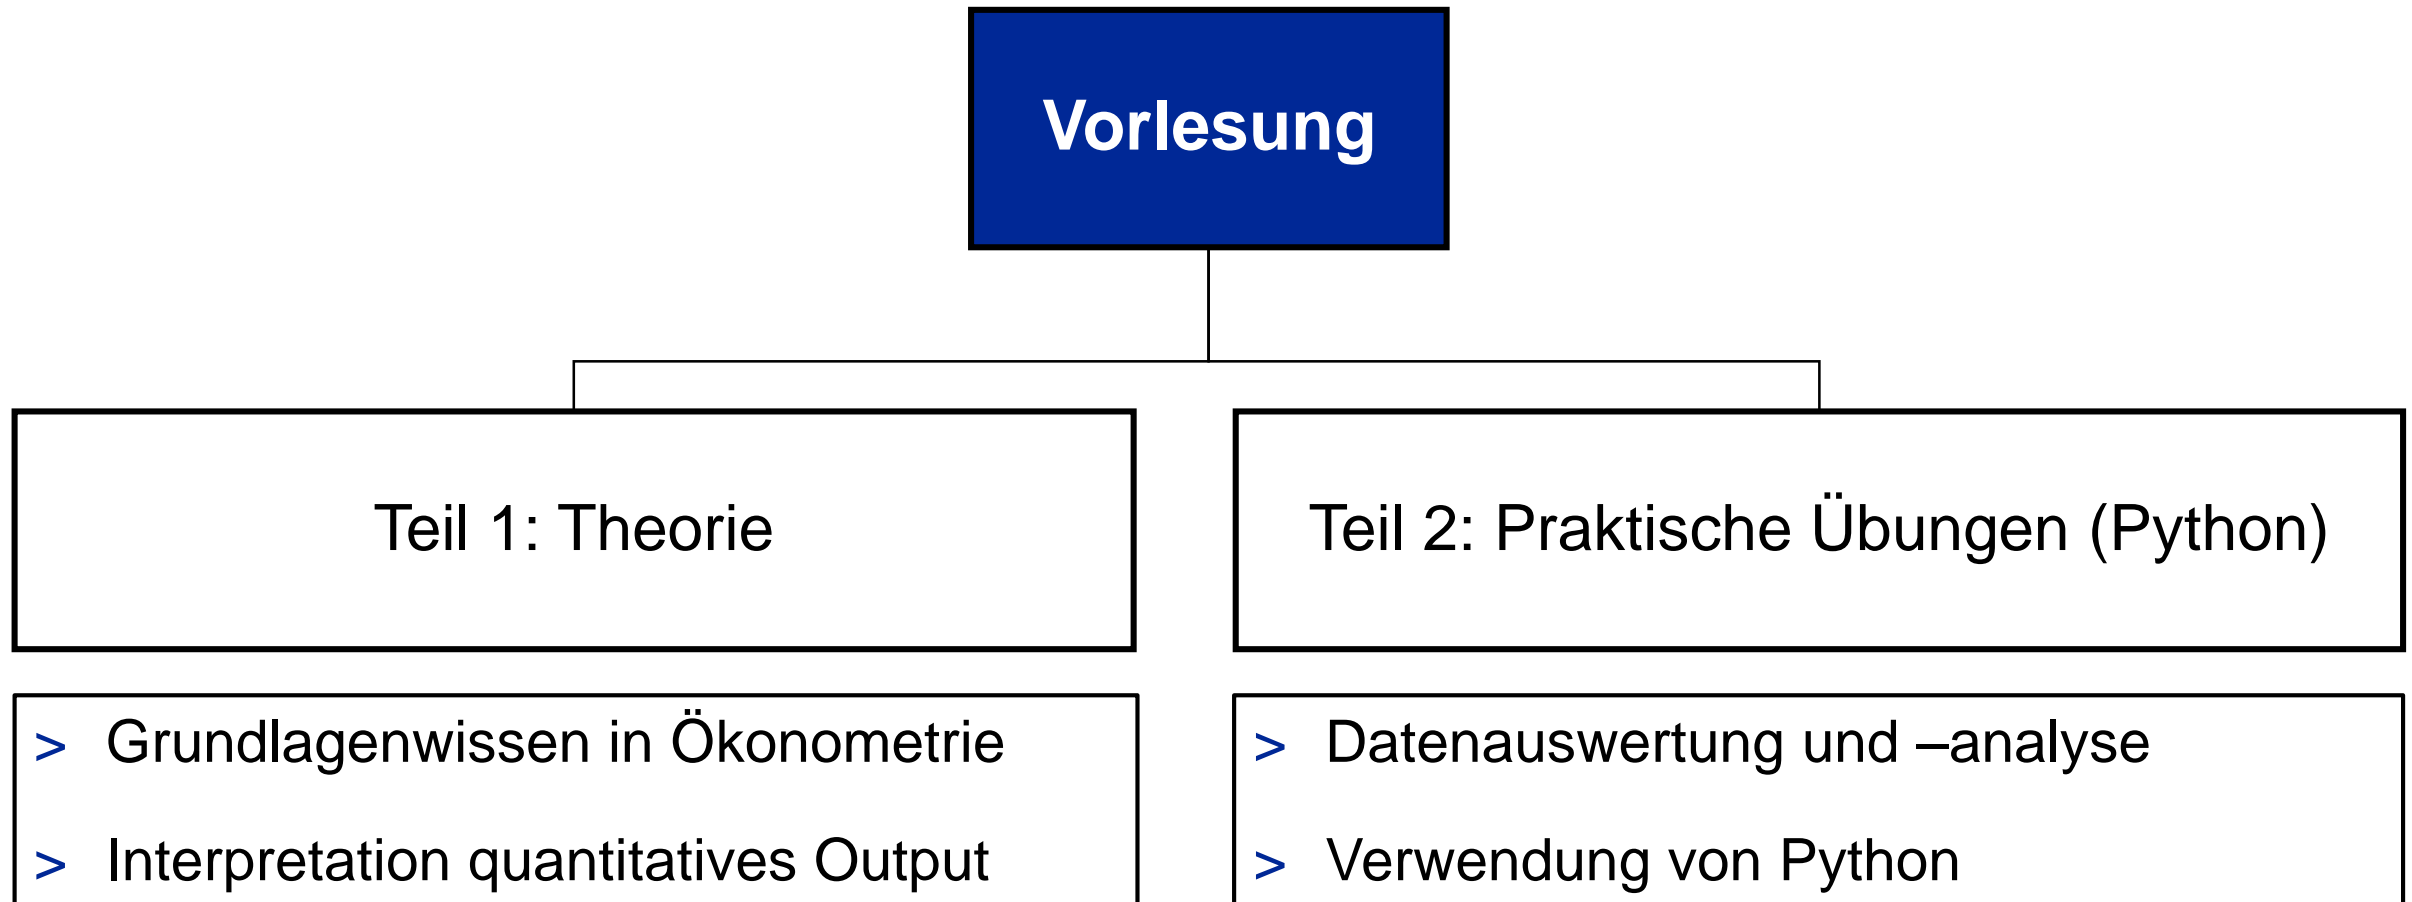 Vorlesung
Teil 1: Theorie
Teil 2: Praktische Übungen (Python)
> Grundlagenwissen in Ökonometrie
> Interpretation quantitatives Output
> Datenauswertung und –analyse
> Verwendung von Python